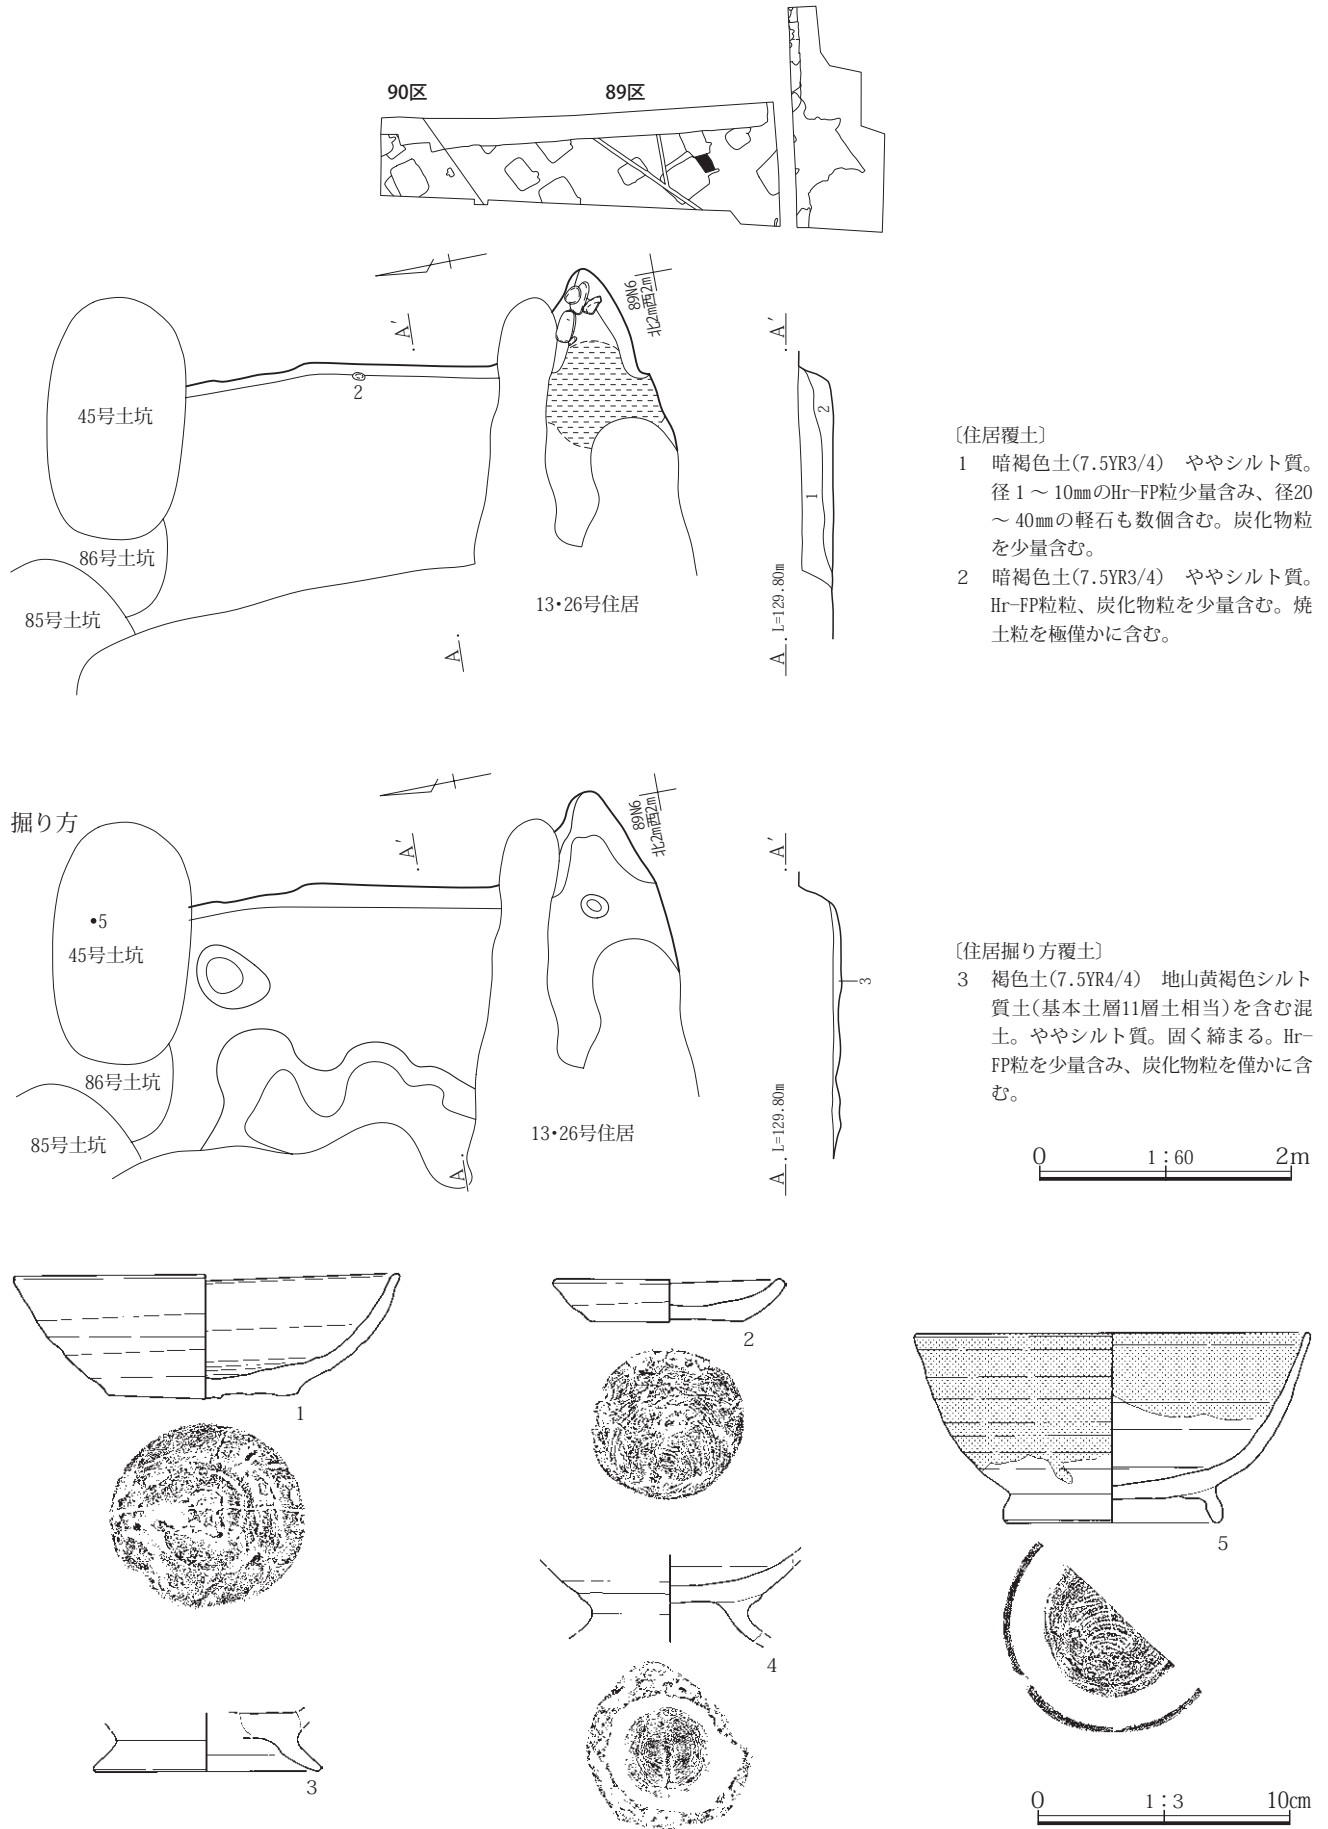 90区
89区
89N6
北2m西2m
A′
A′
45号土坑
2
2
1
86号土坑
85号土坑
13・26号住居
A
A
L=129.80m
〔住居覆土〕
1 暗褐色土(7.5YR3/4) ややシルト質。
径1~10㎜のHr-FP粒少量含み、径20
~40㎜の軽石も数個含む。炭化物粒
を少量含む。
2 暗褐色土(7.5YR3/4) ややシルト質。
Hr-FP粒粒、炭化物粒を少量含む。焼
土粒を極僅かに含む。
掘り方
89N6
北2m西2m
A′
A′
5
45号土坑
3
86号土坑
85号土坑
13・26号住居
A
A
L=129.80m
〔住居掘り方覆土〕
3 褐色土(7.5YR4/4) 地山黄褐色シルト
質土(基本土層11層土相当)を含む混
土。ややシルト質。固く締まる。Hr-
FP粒を少量含み、炭化物粒を僅かに含
む。
0 1:60 2m
1
2
5
4
3
0 1:3 10㎝